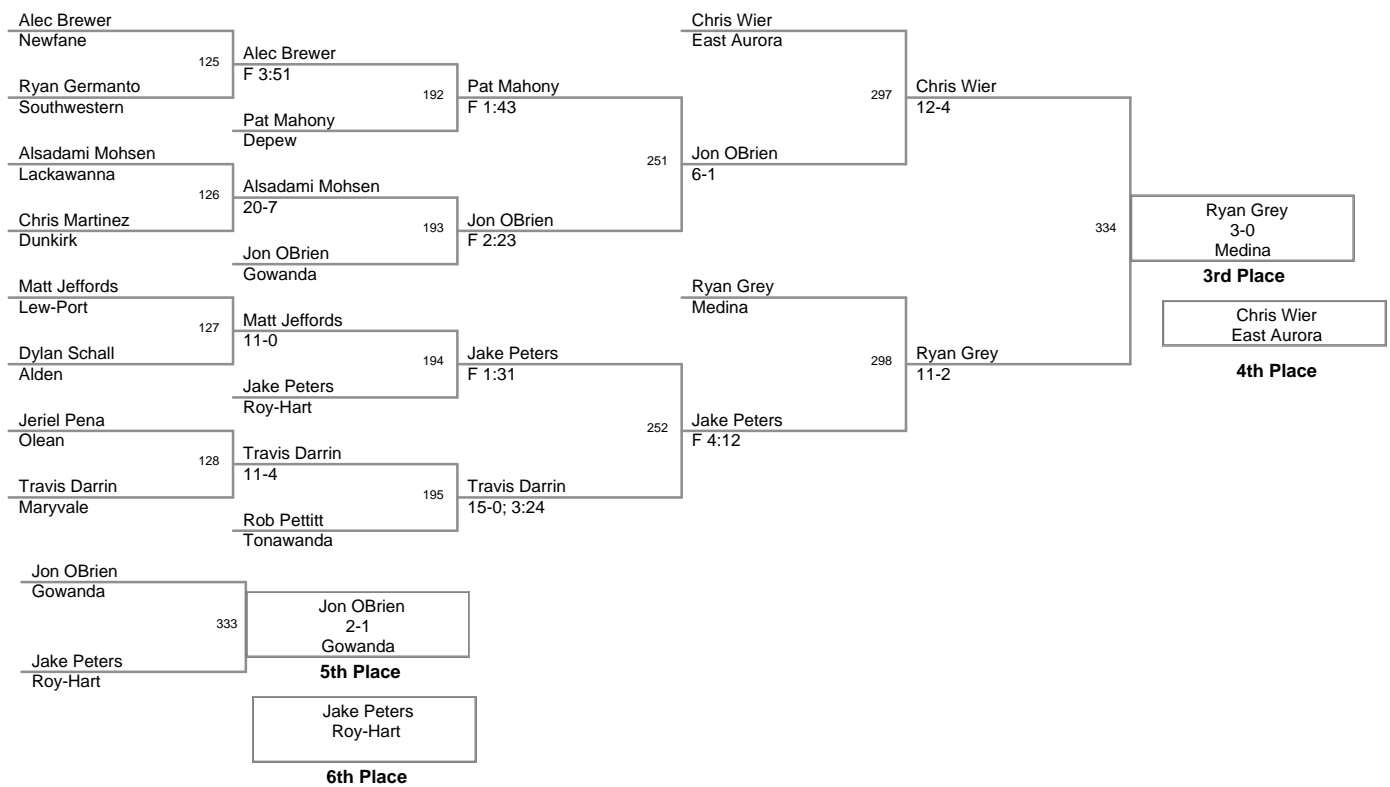 Alec Brewer
Newfane
125
Ryan Germanto
Southwestern
Alsadami Mohsen
Lackawanna
126
Chris Martinez
Dunkirk
Matt Jeffords
Lew-Port
127
Dylan Schall
Alden
Jeriel Pena
Olean
128
Travis Darrin
Maryvale
Alec Brewer
F 3:51
192
Pat Mahony
Depew
Alsadami Mohsen
20-7
193
Jon OBrien
Gowanda
Matt Jeffords
11-0
194
Jake Peters
Roy-Hart
Travis Darrin
11-4
195
Rob Pettitt
Tonawanda
Pat Mahony
F 1:43
251
Jon OBrien
F 2:23
Jake Peters
F 1:31
252
Travis Darrin
15-0; 3:24
Chris Wier
East Aurora
297
Jon OBrien
6-1
Ryan Grey
Medina
298
Jake Peters
F 4:12
Chris Wier
12-4
334
Ryan Grey
11-2
Ryan Grey
3-0
Medina
3rd Place
Chris Wier
East Aurora
4th Place
Jon OBrien
Gowanda
333
Jake Peters
Roy-Hart
Jon OBrien
2-1
Gowanda
5th Place
Jake Peters
Roy-Hart
6th Place